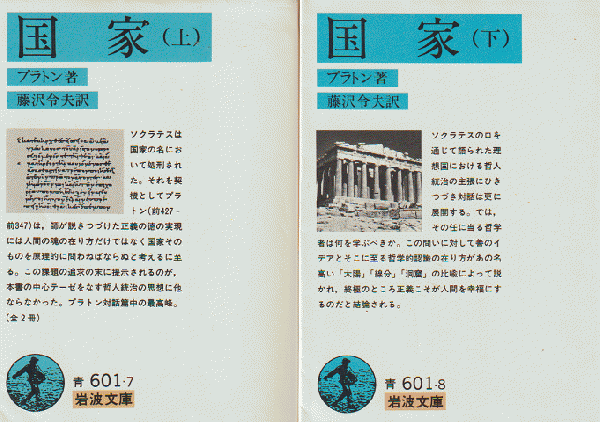 国家(上)
プラトン著
藤沢令夫訳
ソクラテスは
国家の名にお
いて処刑され
た。それを契
機としてプラ
トン(前427−
前347)は,師が説きつづけた正義の徳の実現
には人間の魂の在り方だけではなく国家その
ものを原理的に問わねばならぬと考えるに至
る。この課題の追求の末に提示されるのが,
本書の中心テーゼをなす哲人統治の思想に他
ならなかった。プラトン対話篇中の最高峰。
(全2冊)
青 601-7
岩波文庫
国家(下)
プラトン著
藤沢令夫訳
ソクラテスの口を
通じて語られた理
想国における哲人
統治の主張にひき
つづき対話は更に
展開する。では,
その任に当る哲学
者は何を学ぶべきか。この問いに対して善のイ
デアとそこに至る哲学的認識の在り方があの名
高い「太陽」「線分」「洞窟」の比喩によって説
かれ,終極のところ正義こそが人間を幸福にす
るのだと結論される。
青 601-8
岩波文庫